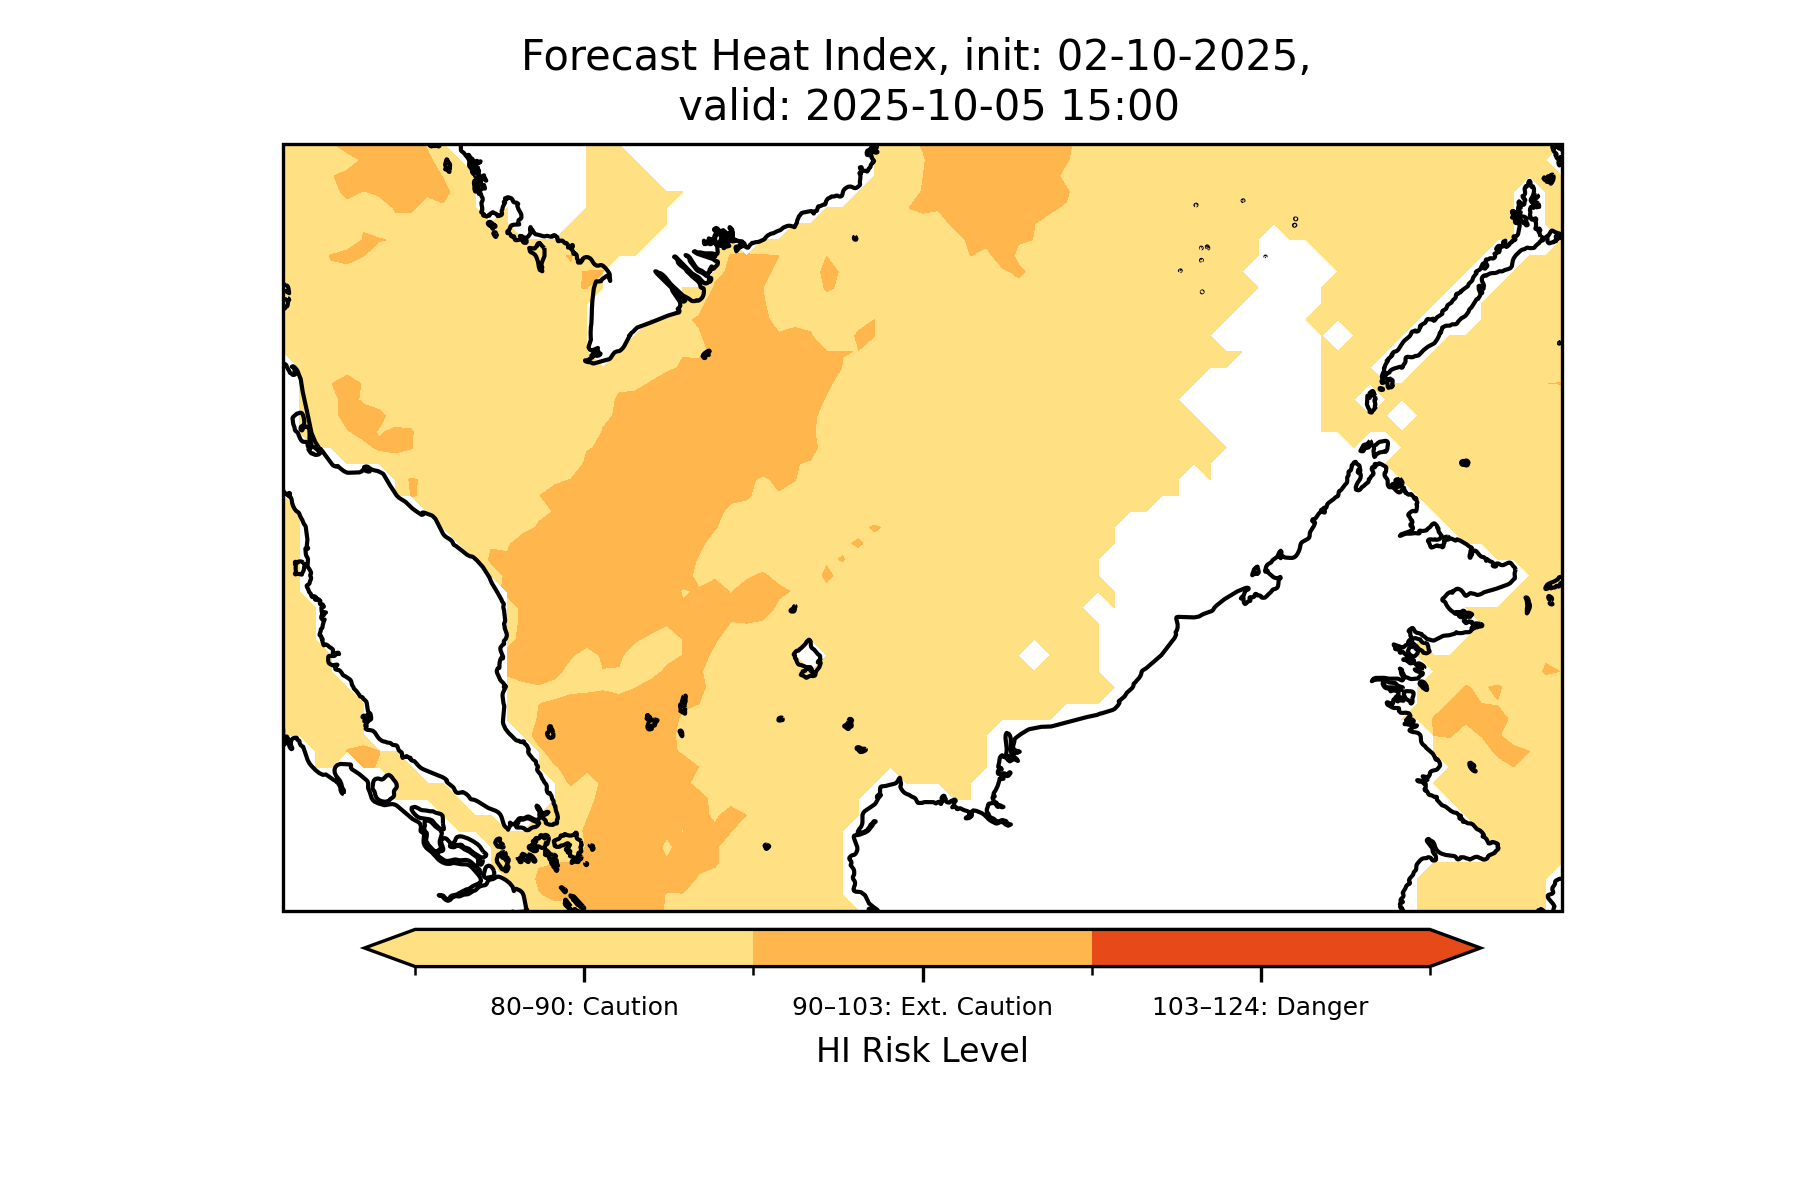 Forecast Heat Index, init: 02-10-2025,
valid: 2025-10-05 15:00
80–90: Caution
90–103: Ext. Caution
103–124: Danger
HI Risk Level